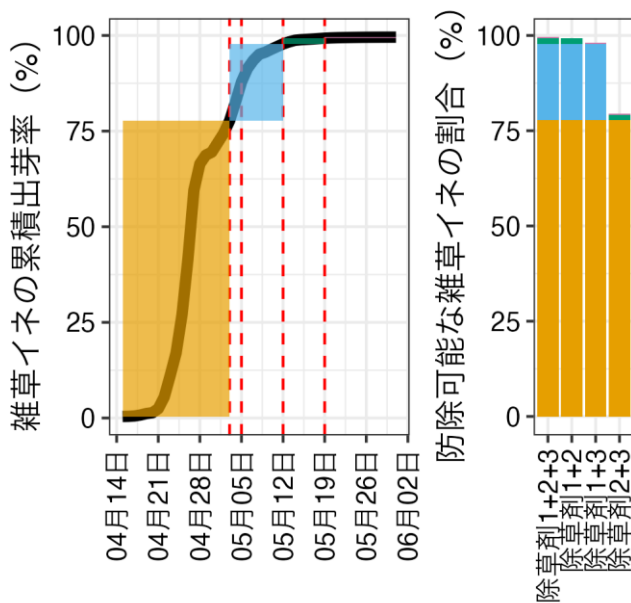 雑草イネの累積出芽率（%）
100
75
50
25
0
04月14日
04月21日
04月28日
05月05日
05月12日
05月19日
05月26日
06月02日
防除可能な雑草イネの割合（%）
100
75
50
25
0
除草剤1+2+3
除草剤1+2
除草剤1+3
除草剤2+3